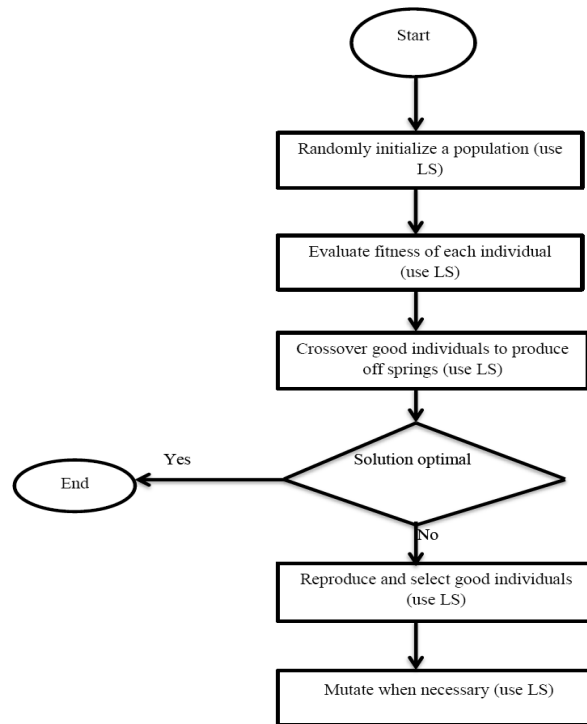 Start
Randomly initialize a population (use
LS)
Evaluate fitness of each individual
(use LS)
Crossover good individuals to produce
off springs (use LS)
Solution optimal
Yes
End
No
Reproduce and select good individuals
(use LS)
Mutate when necessary (use LS)